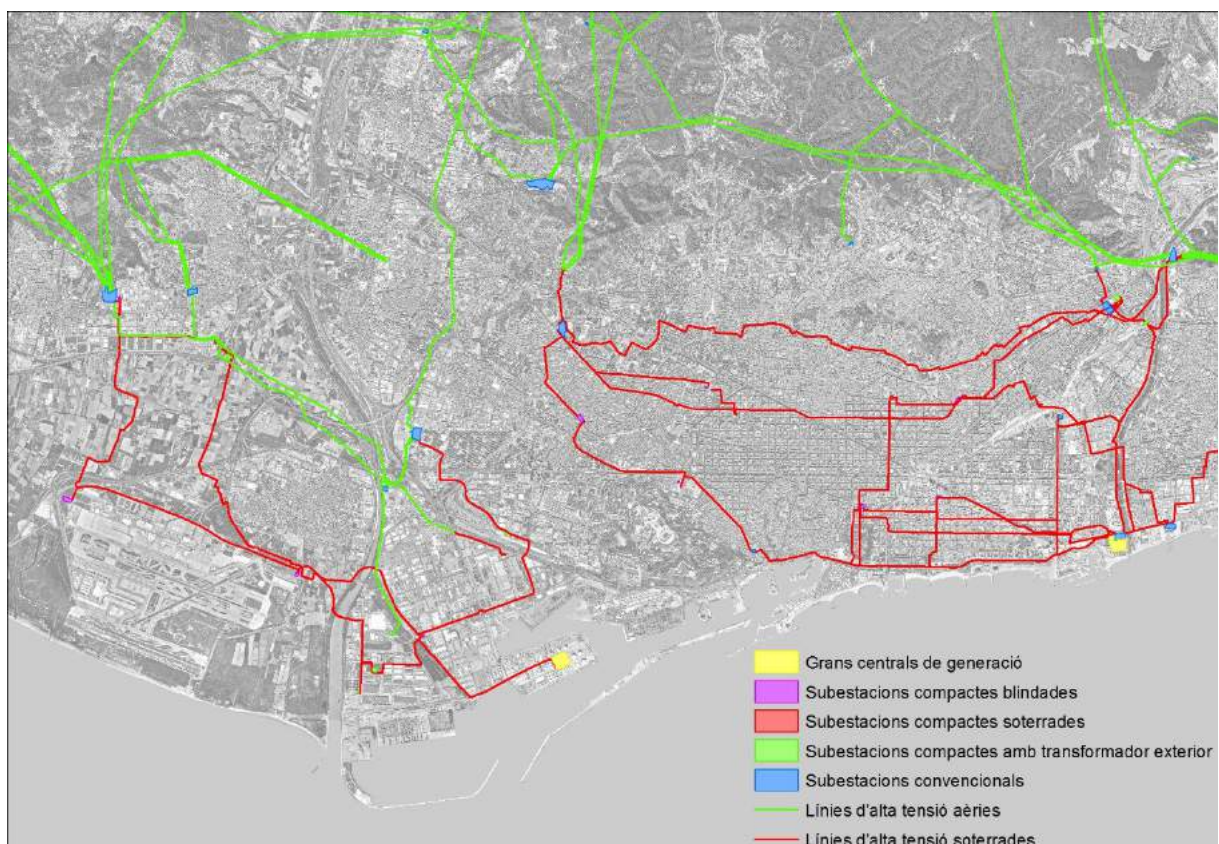 Grans centrals de generació
Subestacions compactes blindades
Subestacions compactes soterrades
Subestacions compactes amb transformador exterior
Subestacions convencionals
Línies d'alta tensió aèries
Línies d'alta tensió soterrades